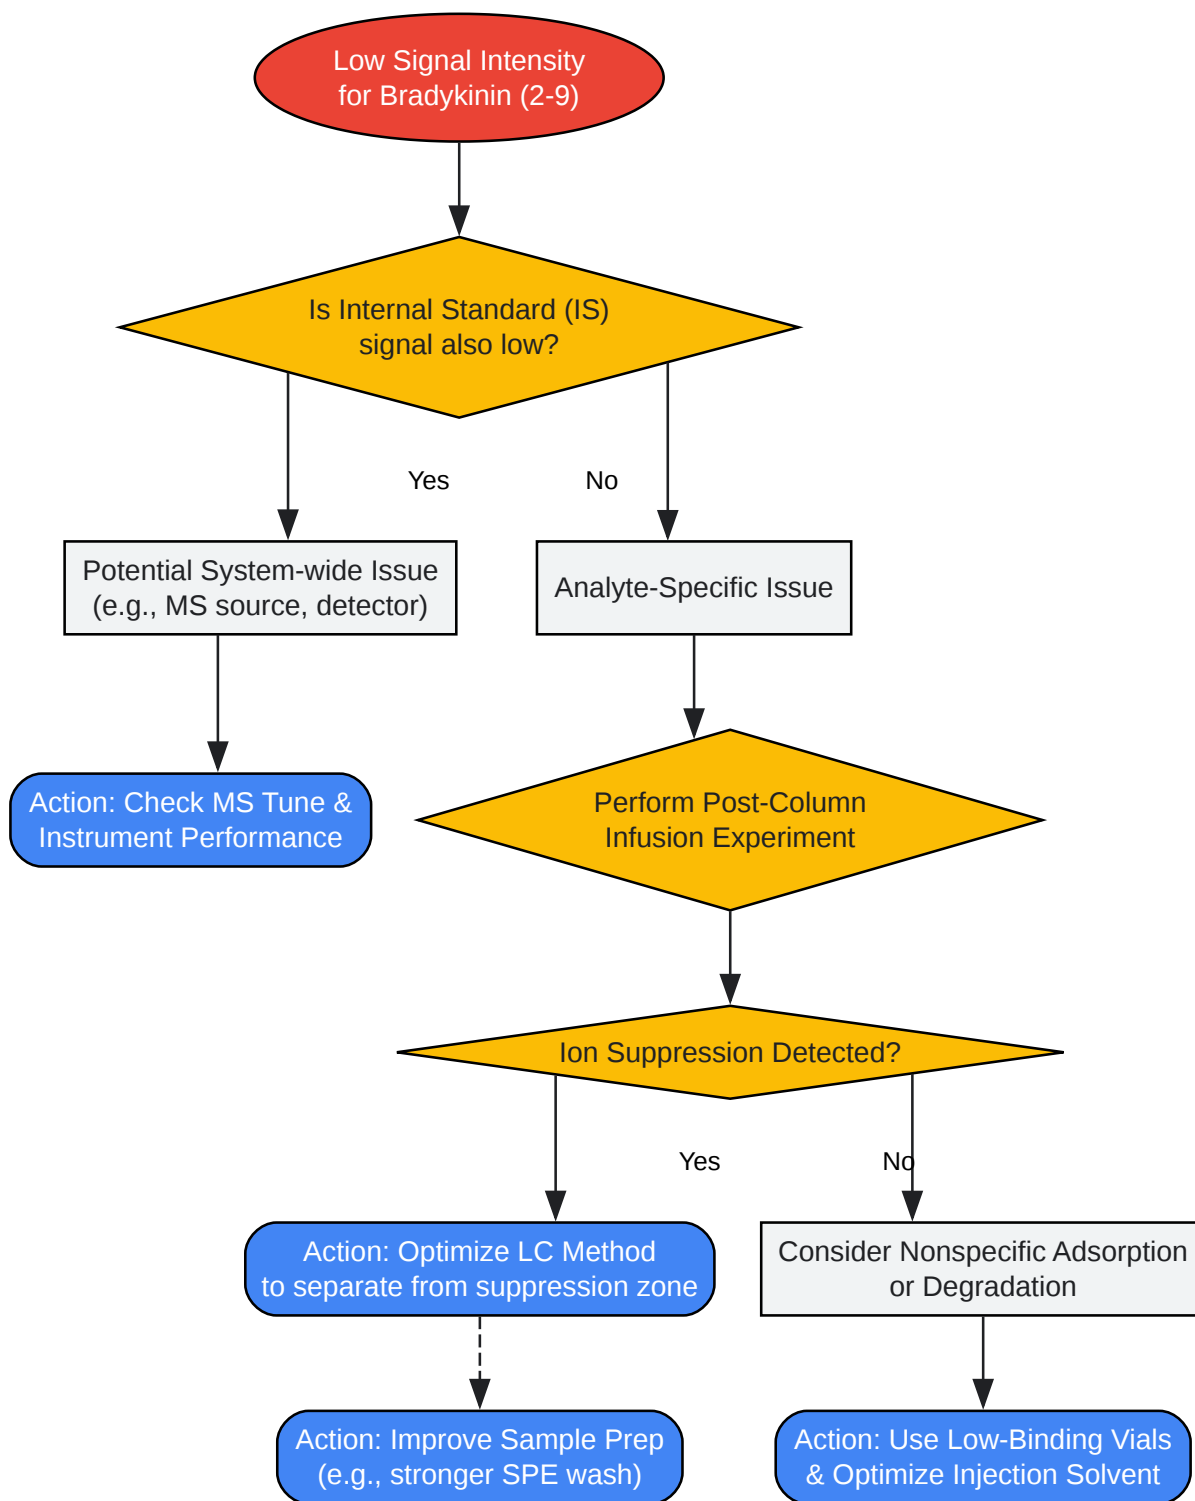 Low Signal Intensity
for Bradykinin (2-9)
Is Internal Standard (IS)
signal also low?
Yes
No
Potential System-wide Issue
(e.g., MS source, detector)
Analyte-Specific Issue
Action: Check MS Tune &
Instrument Performance
Perform Post-Column
Infusion Experiment
Ion Suppression Detected?
Yes
No
Action: Optimize LC Method
to separate from suppression zone
Consider Nonspecific Adsorption
or Degradation
Action: Improve Sample Prep
(e.g., stronger SPE wash)
Action: Use Low-Binding Vials
& Optimize Injection Solvent